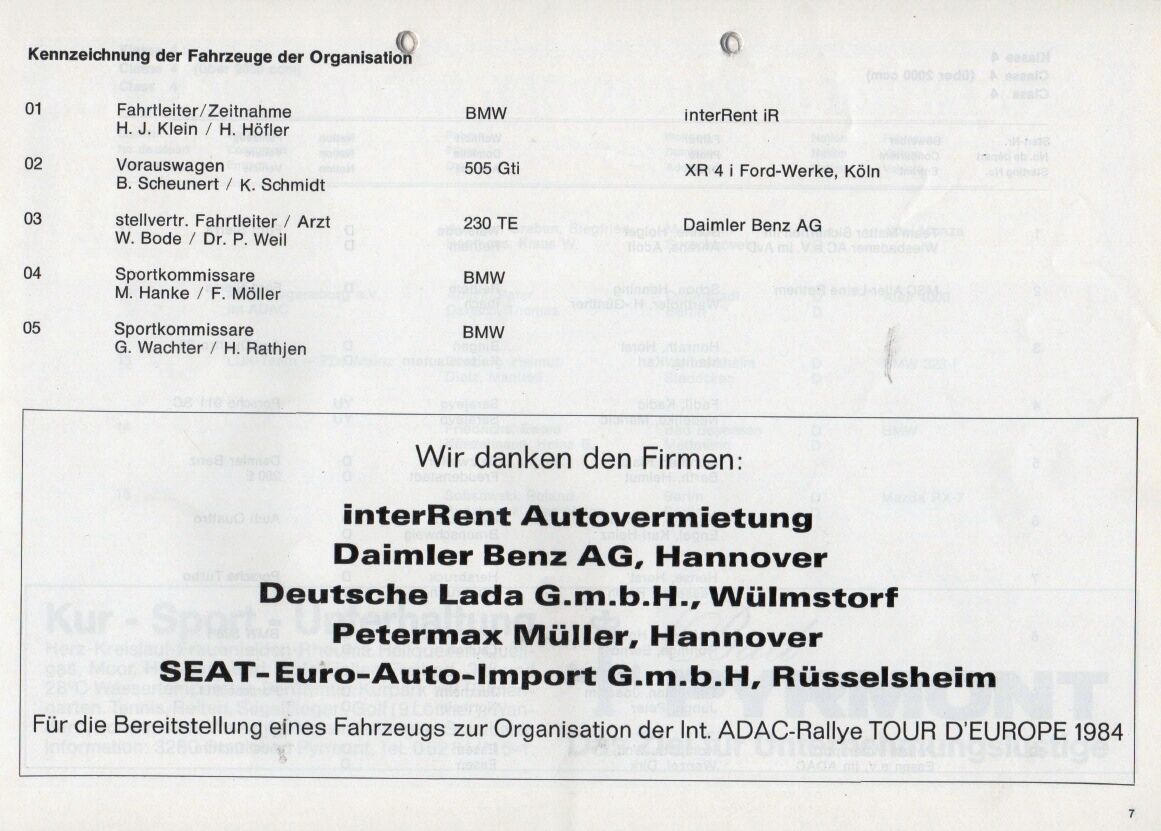 Kennzeichnung der Fahrzeuge der Organisation
01 Fahrtleiter/Zeitnahme BMW interRent iR
H. J. Klein / H. Höfler
02 Vorauswagen 505 Gti XR 4 i Ford-Werke, Köln
B. Scheunert / K. Schmidt
03 stellvertr. Fahrtleiter / Arzt 230 TE Daimler Benz AG
W. Bode / Dr. P. Weil
04 Sportkommissare BMW
M. Hanke / F. Möller
05 Sportkommissare BMW
G. Wachter / H. Rathjen
Wir danken den Firmen:
interRent Autovermietung
Daimler Benz AG, Hannover
Deutsche Lada G.m.b.H., Wülmstorf
Petermax Müller, Hannover
SEAT-Euro-Auto-Import G.m.b.H, Rüsselsheim
Für die Bereitstellung eines Fahrzeugs zur Organisation der Int. ADAC-Rallye TOUR D'EUROPE 1984
7